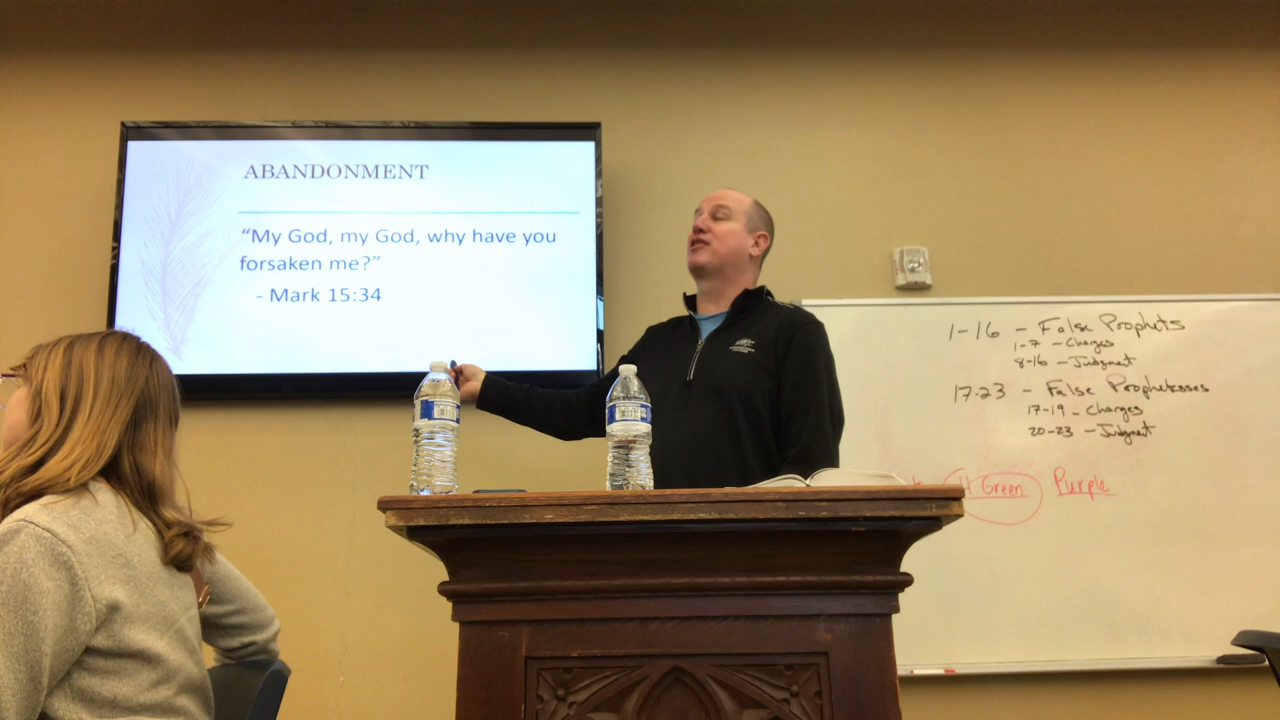 ABANDONMENT
“My God, my God, why have you
forsaken me?”
- Mark 15:34
1-16 - False Prophets
1-7 - Charges
8-16 - Judgment
17-23 - False Prophetesses
17-19 - Charges
20-23 - Judgment
Green Purple